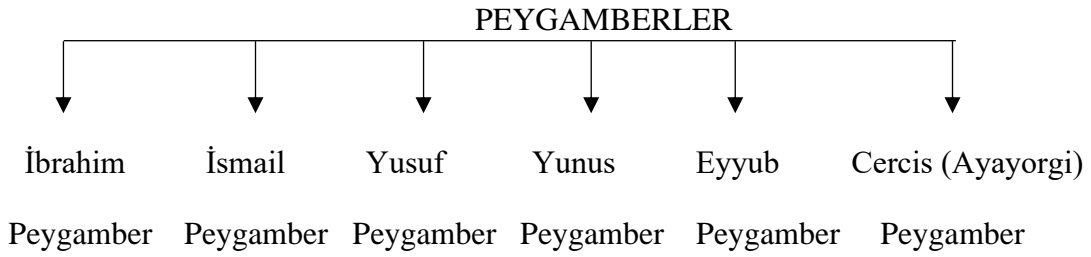 PEYGAMBERLER
İbrahim İsmail Yusuf Yunus Eyyub Cercis (Ayayorgi)
Peygamber Peygamber Peygamber Peygamber Peygamber Peygamber